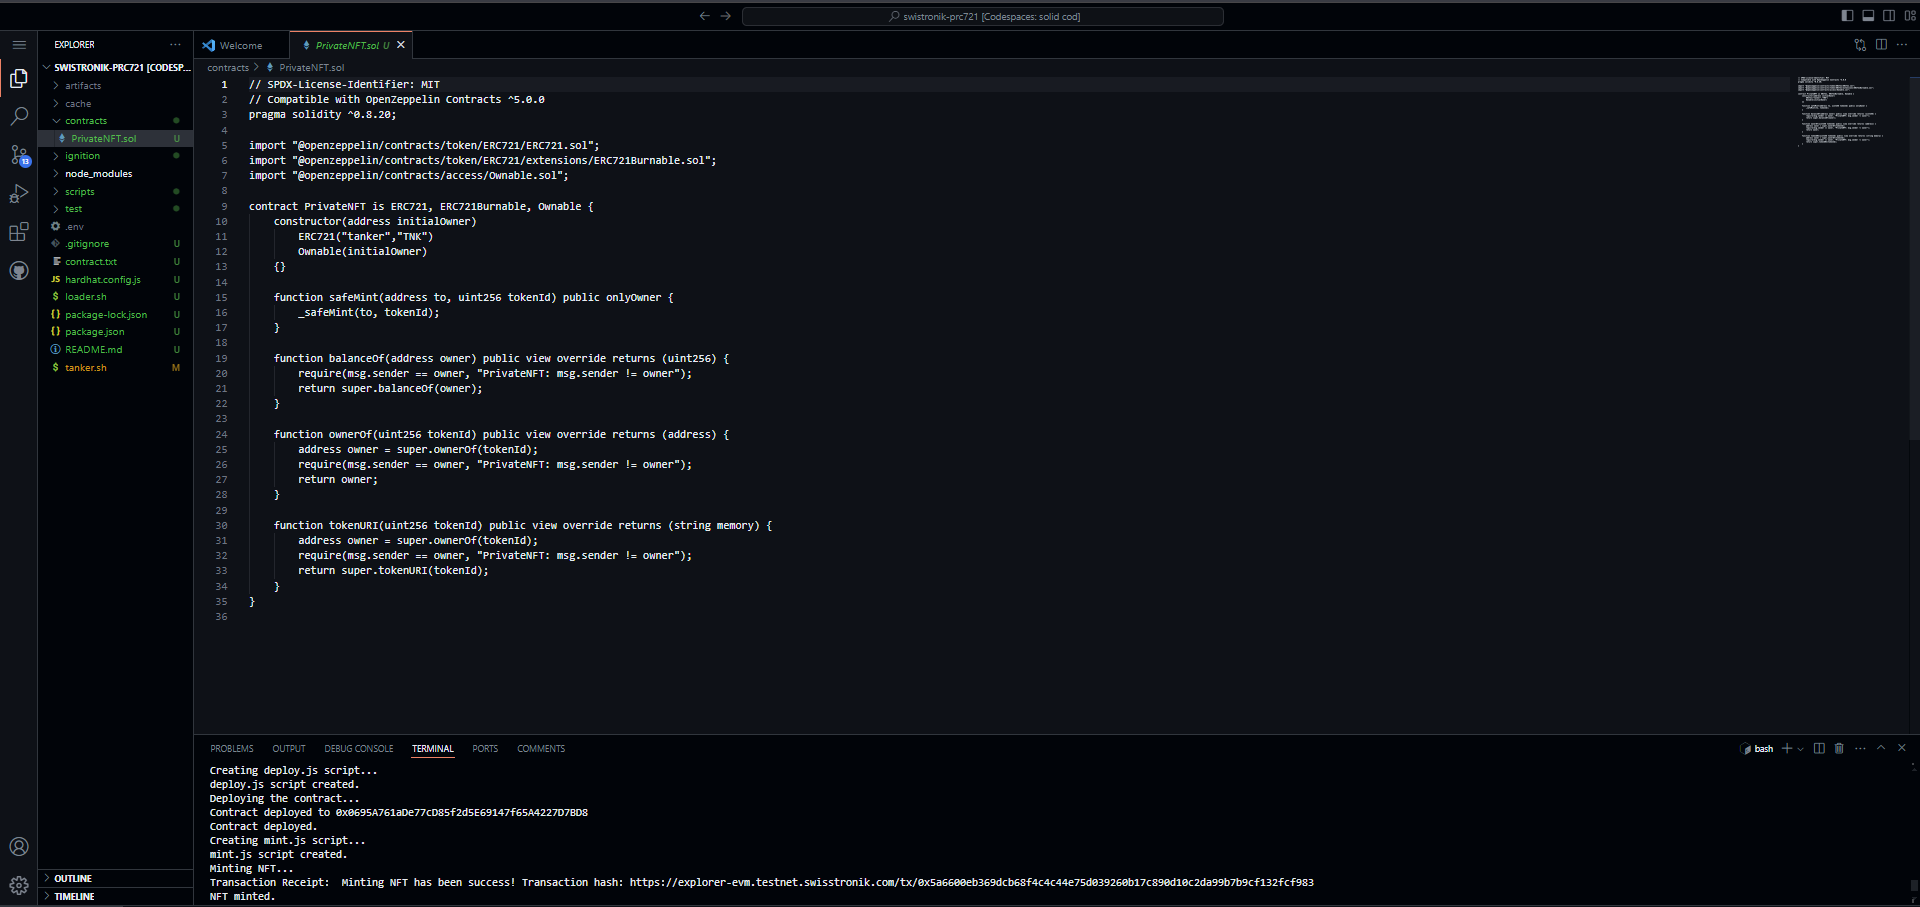 swistronik-prc721 [Codespaces: solid cod]
EXPLORER
SWISTRONIK-PRC721 [CODESP...
artifacts
cache
contracts
PrivateNFT.sol U
ignition
node_modules
scripts
test
.env
.gitignore U
contract.txt U
JS hardhat.config.js U
$ loader.sh U
{} package-lock.json U
{} package.json U
README.md U
$ tanker.sh M
13
OUTLINE
TIMELINE
Welcome
PrivateNFT.sol U
contracts > PrivateNFT.sol
1 // SPDX-License-Identifier: MIT
2 // Compatible with OpenZeppelin Contracts ^5.0.0
3 pragma solidity ^0.8.20;
4
5 import "@openzeppelin/contracts/token/ERC721/ERC721.sol";
6 import "@openzeppelin/contracts/token/ERC721/extensions/ERC721Burnable.sol";
7 import "@openzeppelin/contracts/access/Ownable.sol";
8
9 contract PrivateNFT is ERC721, ERC721Burnable, Ownable {
10 constructor(address initialOwner)
11 ERC721("tanker","TNK")
12 Ownable(initialOwner)
13 {}
14
15 function safeMint(address to, uint256 tokenId) public onlyOwner {
16 _safeMint(to, tokenId);
17 }
18
19 function balanceOf(address owner) public view override returns (uint256) {
20 require(msg.sender == owner, "PrivateNFT: msg.sender != owner");
21 return super.balanceOf(owner);
22 }
23
24 function ownerOf(uint256 tokenId) public view override returns (address) {
25 address owner = super.ownerOf(tokenId);
26 require(msg.sender == owner, "PrivateNFT: msg.sender != owner");
27 return owner;
28 }
29
30 function tokenURI(uint256 tokenId) public view override returns (string memory) {
31 address owner = super.ownerOf(tokenId);
32 require(msg.sender == owner, "PrivateNFT: msg.sender != owner");
33 return super.tokenURI(tokenId);
34 }
35 }
36
PROBLEMS OUTPUT DEBUG CONSOLE TERMINAL PORTS COMMENTS
bash
Creating deploy.js script...
deploy.js script created.
Deploying the contract...
Contract deployed to 0x0695A761aDe77cD85f2d5E69147f65A4227D7BD8
Contract deployed.
Creating mint.js script...
mint.js script created.
Minting NFT...
Transaction Receipt:  Minting NFT has been success! Transaction hash: https://explorer-evm.testnet.swisstronik.com/tx/0x5a6600eb369dcb68f4c4c44e75d039260b17c890d10c2da99b7b9cf132fcf983
NFT minted.